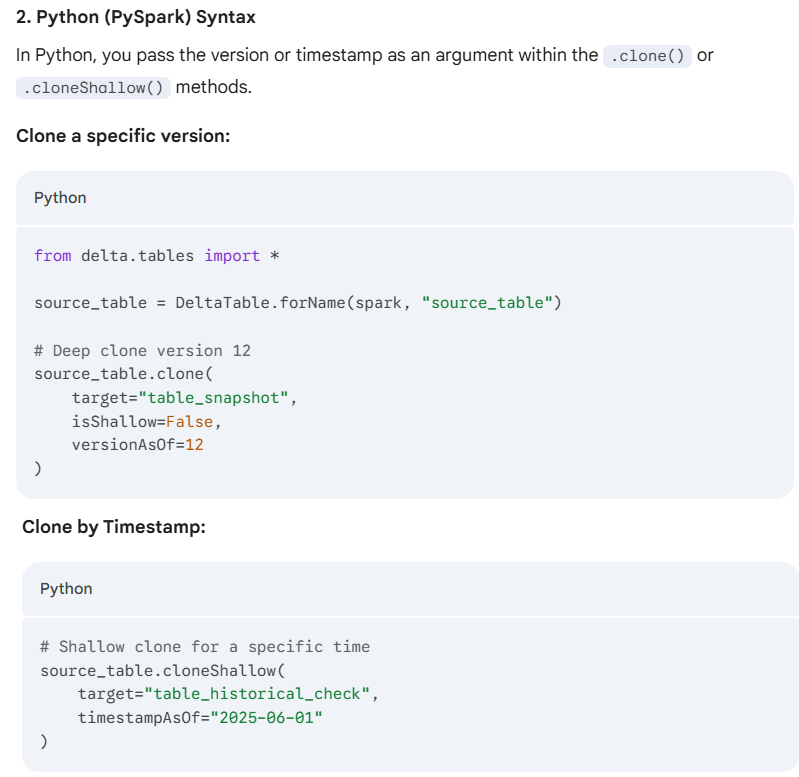 2. Python (PySpark) Syntax
In Python, you pass the version or timestamp as an argument within the .clone() or
.cloneShallow() methods.
Clone a specific version:
Python
from delta.tables import *
source_table = DeltaTable.forName(spark, "source_table")
# Deep clone version 12
source_table.clone(
    target="table_snapshot",
    isShallow=False,
    versionAsOf=12
)
Clone by Timestamp:
Python
# Shallow clone for a specific time
source_table.cloneShallow(
    target="table_historical_check",
    timestampAsOf="2025-06-01"
)